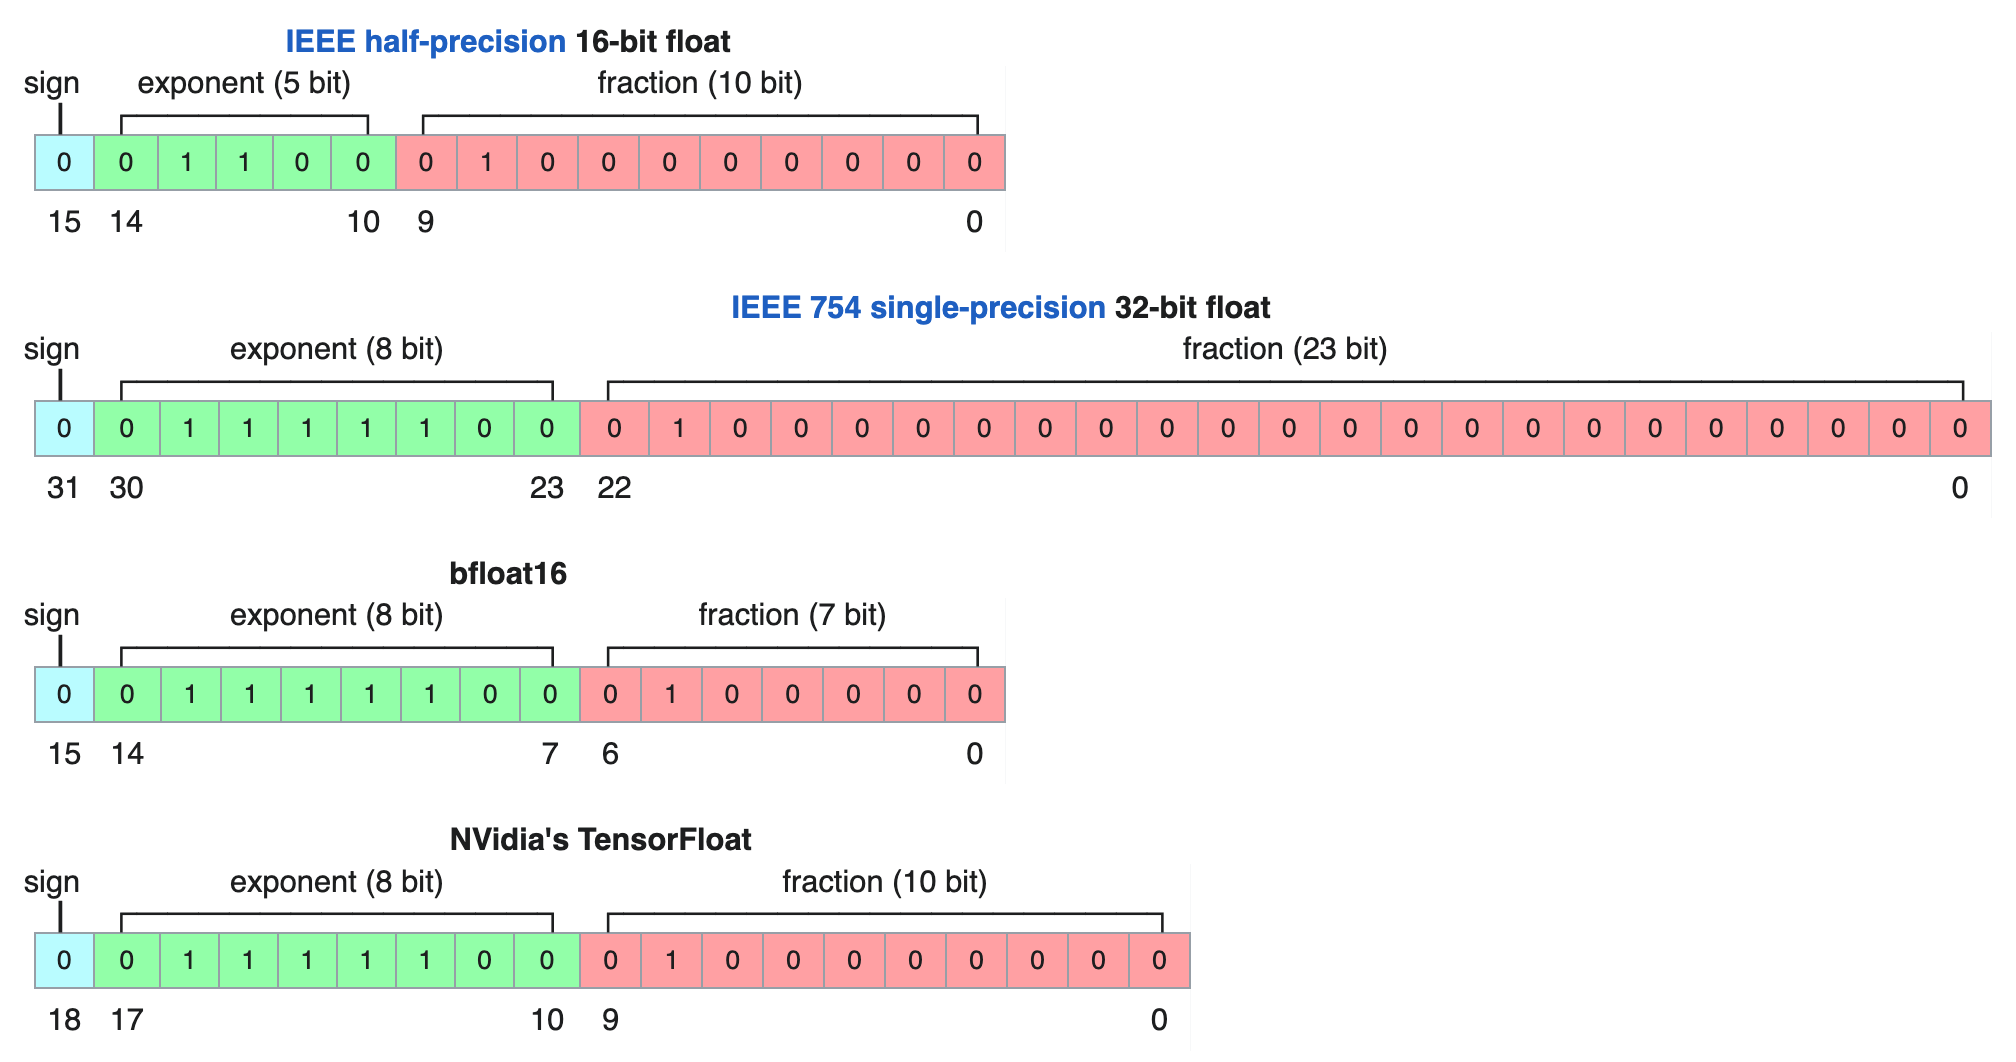 IEEE half-precision 16-bit float
sign exponent (5 bit) fraction (10 bit)
0 0 1 1 0 0 0 1 0 0 0 0 0 0 0 0
15 14 10 9 0
IEEE 754 single-precision 32-bit float
sign exponent (8 bit) fraction (23 bit)
0 0 1 1 1 1 1 0 0 0 1 0 0 0 0 0 0 0 0 0 0 0 0 0 0 0 0 0 0 0 0 0
31 30 23 22 0
bfloat16
sign exponent (8 bit) fraction (7 bit)
0 0 1 1 1 1 1 0 0 0 1 0 0 0 0 0
15 14 7 6 0
NVidia's TensorFloat
sign exponent (8 bit) fraction (10 bit)
0 0 1 1 1 1 1 0 0 0 1 0 0 0 0 0 0 0 0
18 17 10 9 0